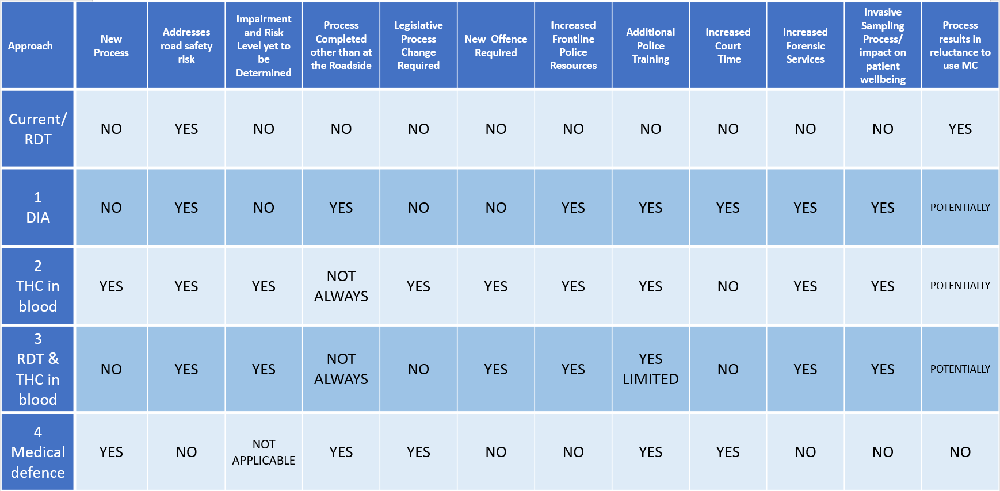 Approach
New
Process
Addresses
road safety
risk
Impairment
and Risk
Level yet to
be
Determined
Process
Completed
other than at
the Roadside
Legislative
Process
Change
Required
New Offence
Required
Increased
Frontline
Police
Resources
Additional
Police
Training
Increased
Court
Time
Increased
Forensic
Services
Invasive
Sampling
Process/
impact on
patient
wellbeing
Process
results in
reluctance to
use MC
Current/
RDT
NO
YES
NO
NO
NO
NO
NO
NO
NO
NO
NO
YES
1
DIA
NO
YES
NO
YES
NO
NO
YES
YES
YES
YES
YES
POTENTIALLY
2
THC in
blood
YES
YES
YES
NOT
ALWAYS
YES
YES
YES
YES
NO
YES
YES
POTENTIALLY
3
RDT &
THC in
blood
NO
YES
YES
NOT
ALWAYS
NO
YES
YES
YES
LIMITED
NO
YES
YES
POTENTIALLY
4
Medical
defence
YES
NO
NOT
APPLICABLE
YES
YES
NO
NO
YES
YES
NO
NO
NO